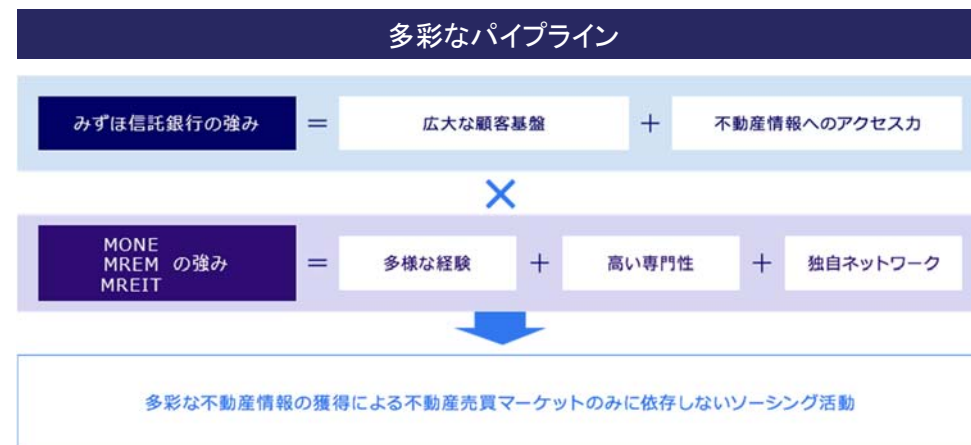 多彩なパイプライン
みずほ信託銀行の強み = 広大な顧客基盤 + 不動産情報へのアクセス力
×
MONE
MREM の強み = 多様な経験 + 高い専門性 + 独自ネットワーク
MREIT
多彩な不動産情報の獲得による不動産売買マーケットのみに依存しないソーシング活動